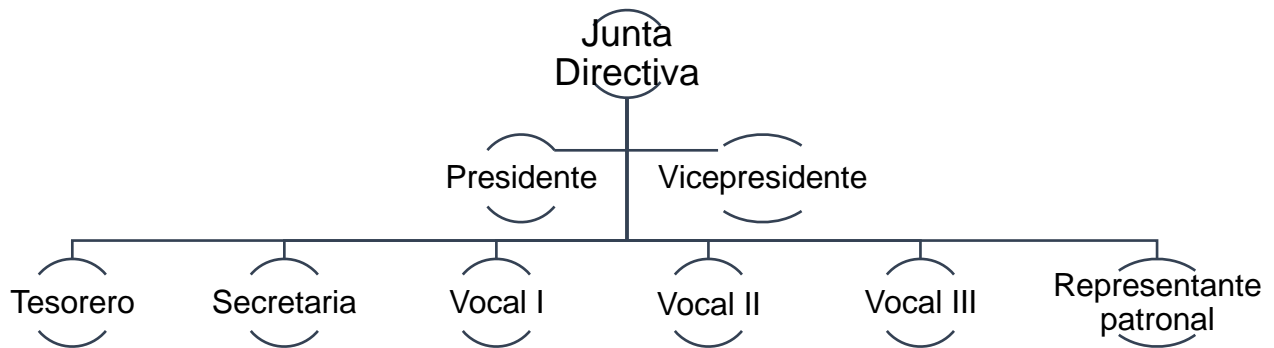 Junta
Directiva
Presidente
Vicepresidente
Tesorero
Secretaria
Vocal I
Vocal II
Vocal III
Representante
patronal